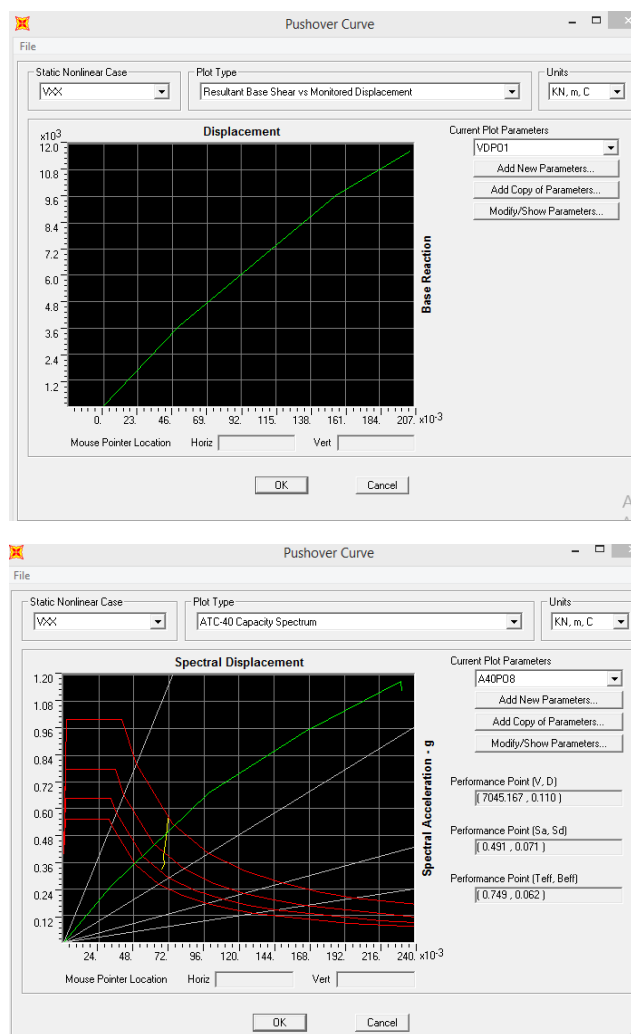 Pushover Curve
File
Static Nonlinear Case
VXX
Plot Type
Resultant Base Shear vs Monitored Displacement
Units
KN, m, C
Displacement
x103
12.0
10.8
9.6
8.4
7.2
6.0
4.8
3.6
2.4
1.2
0. 23. 46. 69. 92. 115. 138. 161. 184. 207. x10-3
Base Reaction
Current Plot Parameters
VDPO1
Add New Parameters...
Add Copy of Parameters...
Modify/Show Parameters...
Mouse Pointer Location Horiz Vert
OK Cancel
Pushover Curve
File
Static Nonlinear Case
VXX
Plot Type
ATC-40 Capacity Spectrum
Units
KN, m, C
Spectral Displacement
1.20
1.08
0.96
0.84
0.72
0.60
0.48
0.36
0.24
0.12
24. 48. 72. 96. 120. 144. 168. 192. 216. 240. x10-3
Spectral Acceleration - g
Current Plot Parameters
A40PO8
Add New Parameters...
Add Copy of Parameters...
Modify/Show Parameters...
Performance Point (V, D)
( 7045.167 , 0.110 )
Performance Point (Sa, Sd)
( 0.491 , 0.071 )
Performance Point (Teff, Beff)
( 0.749 , 0.062 )
Mouse Pointer Location Horiz Vert
OK Cancel